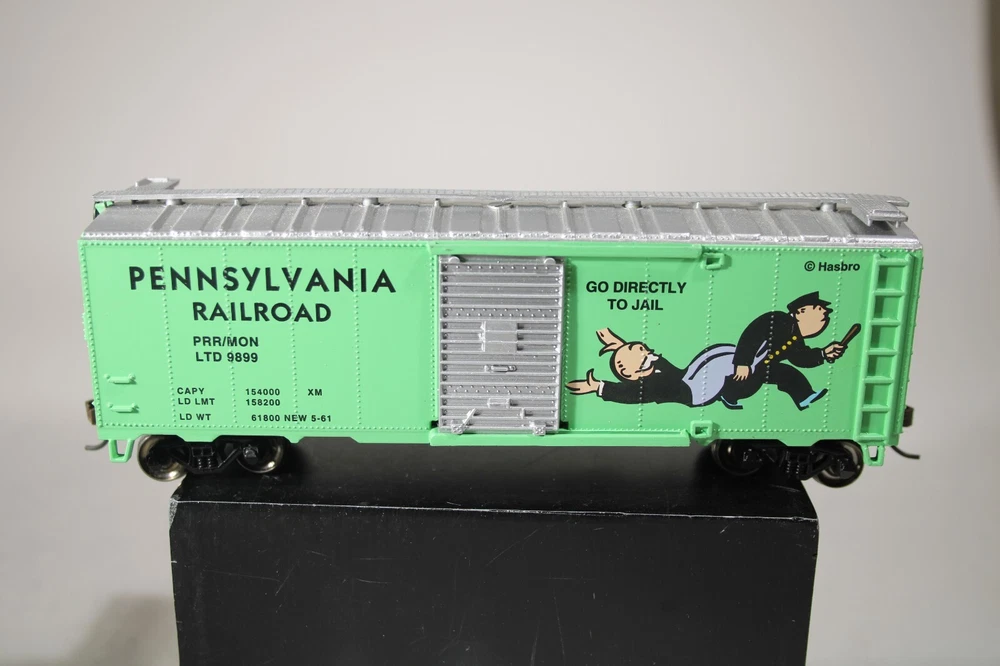 PENNSYLVANIA
RAILROAD
PRR/MON
LTD 9899
CAPY 154000 XM
LD LMT 158200
LD WT 61800 NEW 5-61
GO DIRECTLY
TO JAIL
© Hasbro